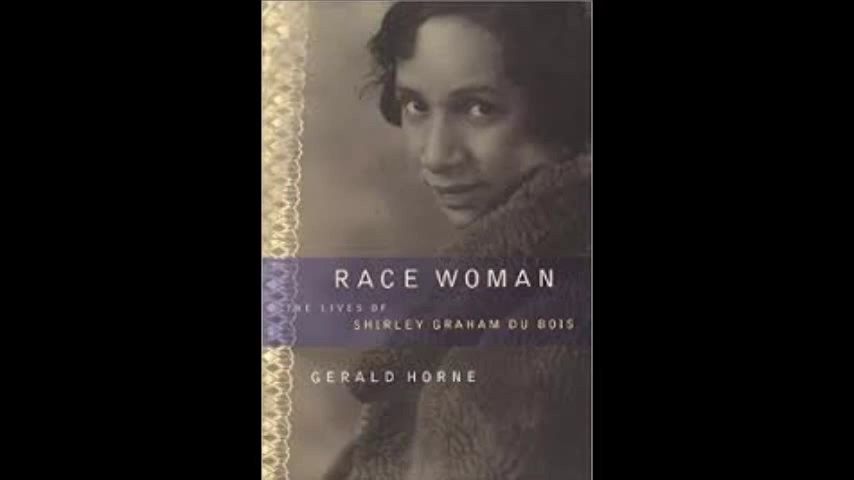 RACE WOMAN
THE LIVES OF
SHIRLEY GRAHAM DU BOIS
GERALD HORNE